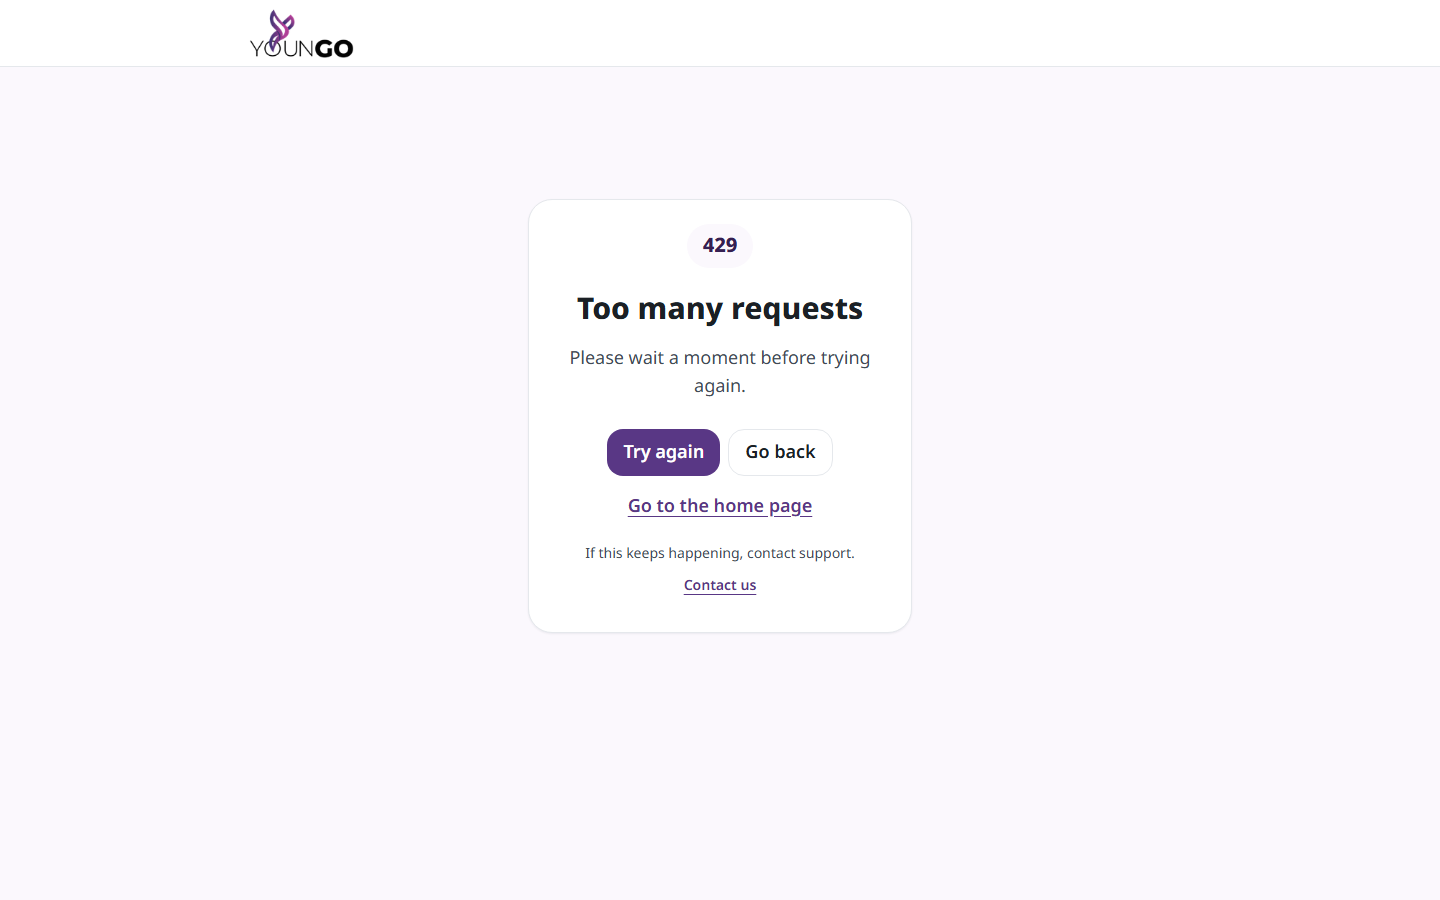 YOUNGO
429
Too many requests
Please wait a moment before trying
again.
Try again
Go back
Go to the home page
If this keeps happening, contact support.
Contact us